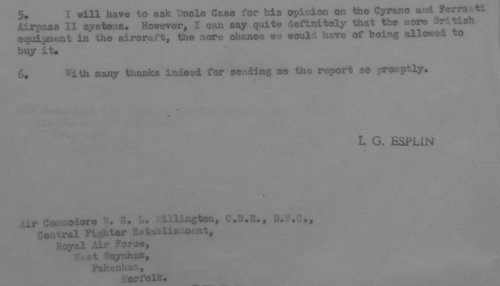 5. I will have to ask Uncle Case for his opinion on the Cyrano and Ferranti
Airpass II systems. However, I can say quite definitely that the more British
equipment in the aircraft, the more chance we would have of being allowed to
buy it.
6. With many thanks indeed for sending me the report so promptly.
I. G. ESPLIN
Air Commodore E. G. L. Millington, C.B.E., D.F.C.,
Central Fighter Establishment,
Royal Air Force,
West Raynham,
Fakenham,
Norfolk.